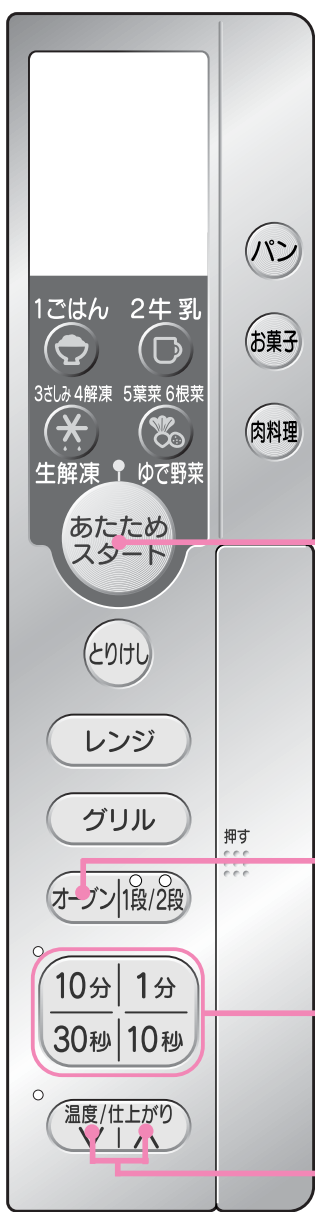 1ごはん 2牛乳
パン
お菓子
3さしみ 4解凍 5葉菜 6根菜
肉料理
生解凍 ゆで野菜
あたため
スタート
とりけし
レンジ
グリル
押す
オーブン 1段/2段
10分 1分
30秒 10秒
温度/仕上がり